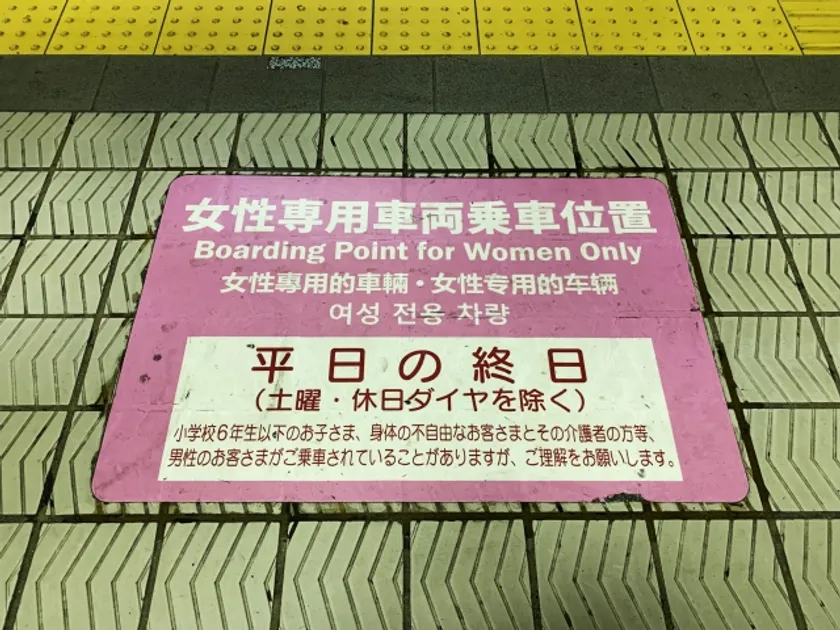 女性専用車両乗車位置
Boarding Point for Women Only
女性專用的車輛・女性专用的车辆
여성 전용 차량
平日の終日
（土曜・休日ダイヤを除く）
小学校6年生以下のお子さま、身体の不自由なお客さまとその介護者の方等、
男性のお客さまがご乗車されていることがありますが、ご理解をお願いします。